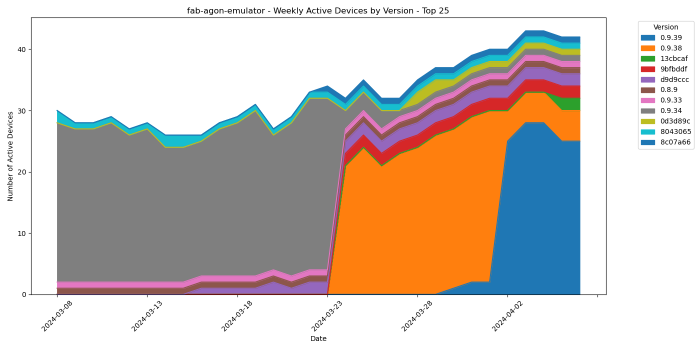 fab-agon-emulator - Weekly Active Devices by Version - Top 25
Number of Active Devices
40
30
20
10
0
2024-03-08
2024-03-13
2024-03-18
2024-03-23
2024-03-28
2024-04-02
Date
Version
0.9.39
0.9.38
13cbcaf
9bfbddf
d9d9ccc
0.8.9
0.9.33
0.9.34
0d3d89c
8043065
8c07a66